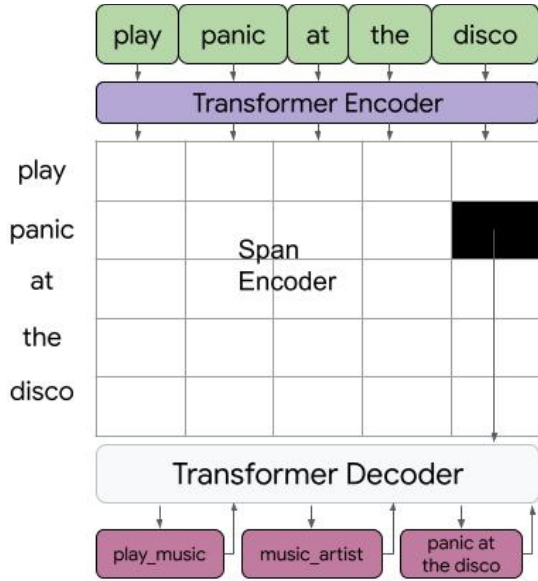 play panic at the disco
Transformer Encoder
play
panic
Span
Encoder
at
the
disco
Transformer Decoder
play_music music_artist panic at
the disco